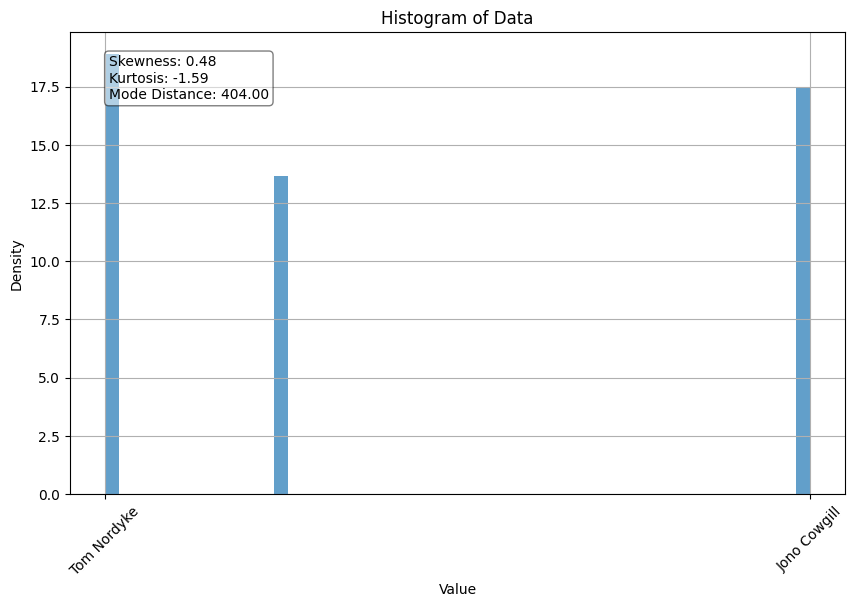 Histogram of Data
Skewness: 0.48
Kurtosis: -1.59
Mode Distance: 404.00
17.5
15.0
12.5
10.0
7.5
5.0
2.5
0.0
Density
Tom Nordyke
Jono Cowgill
Value